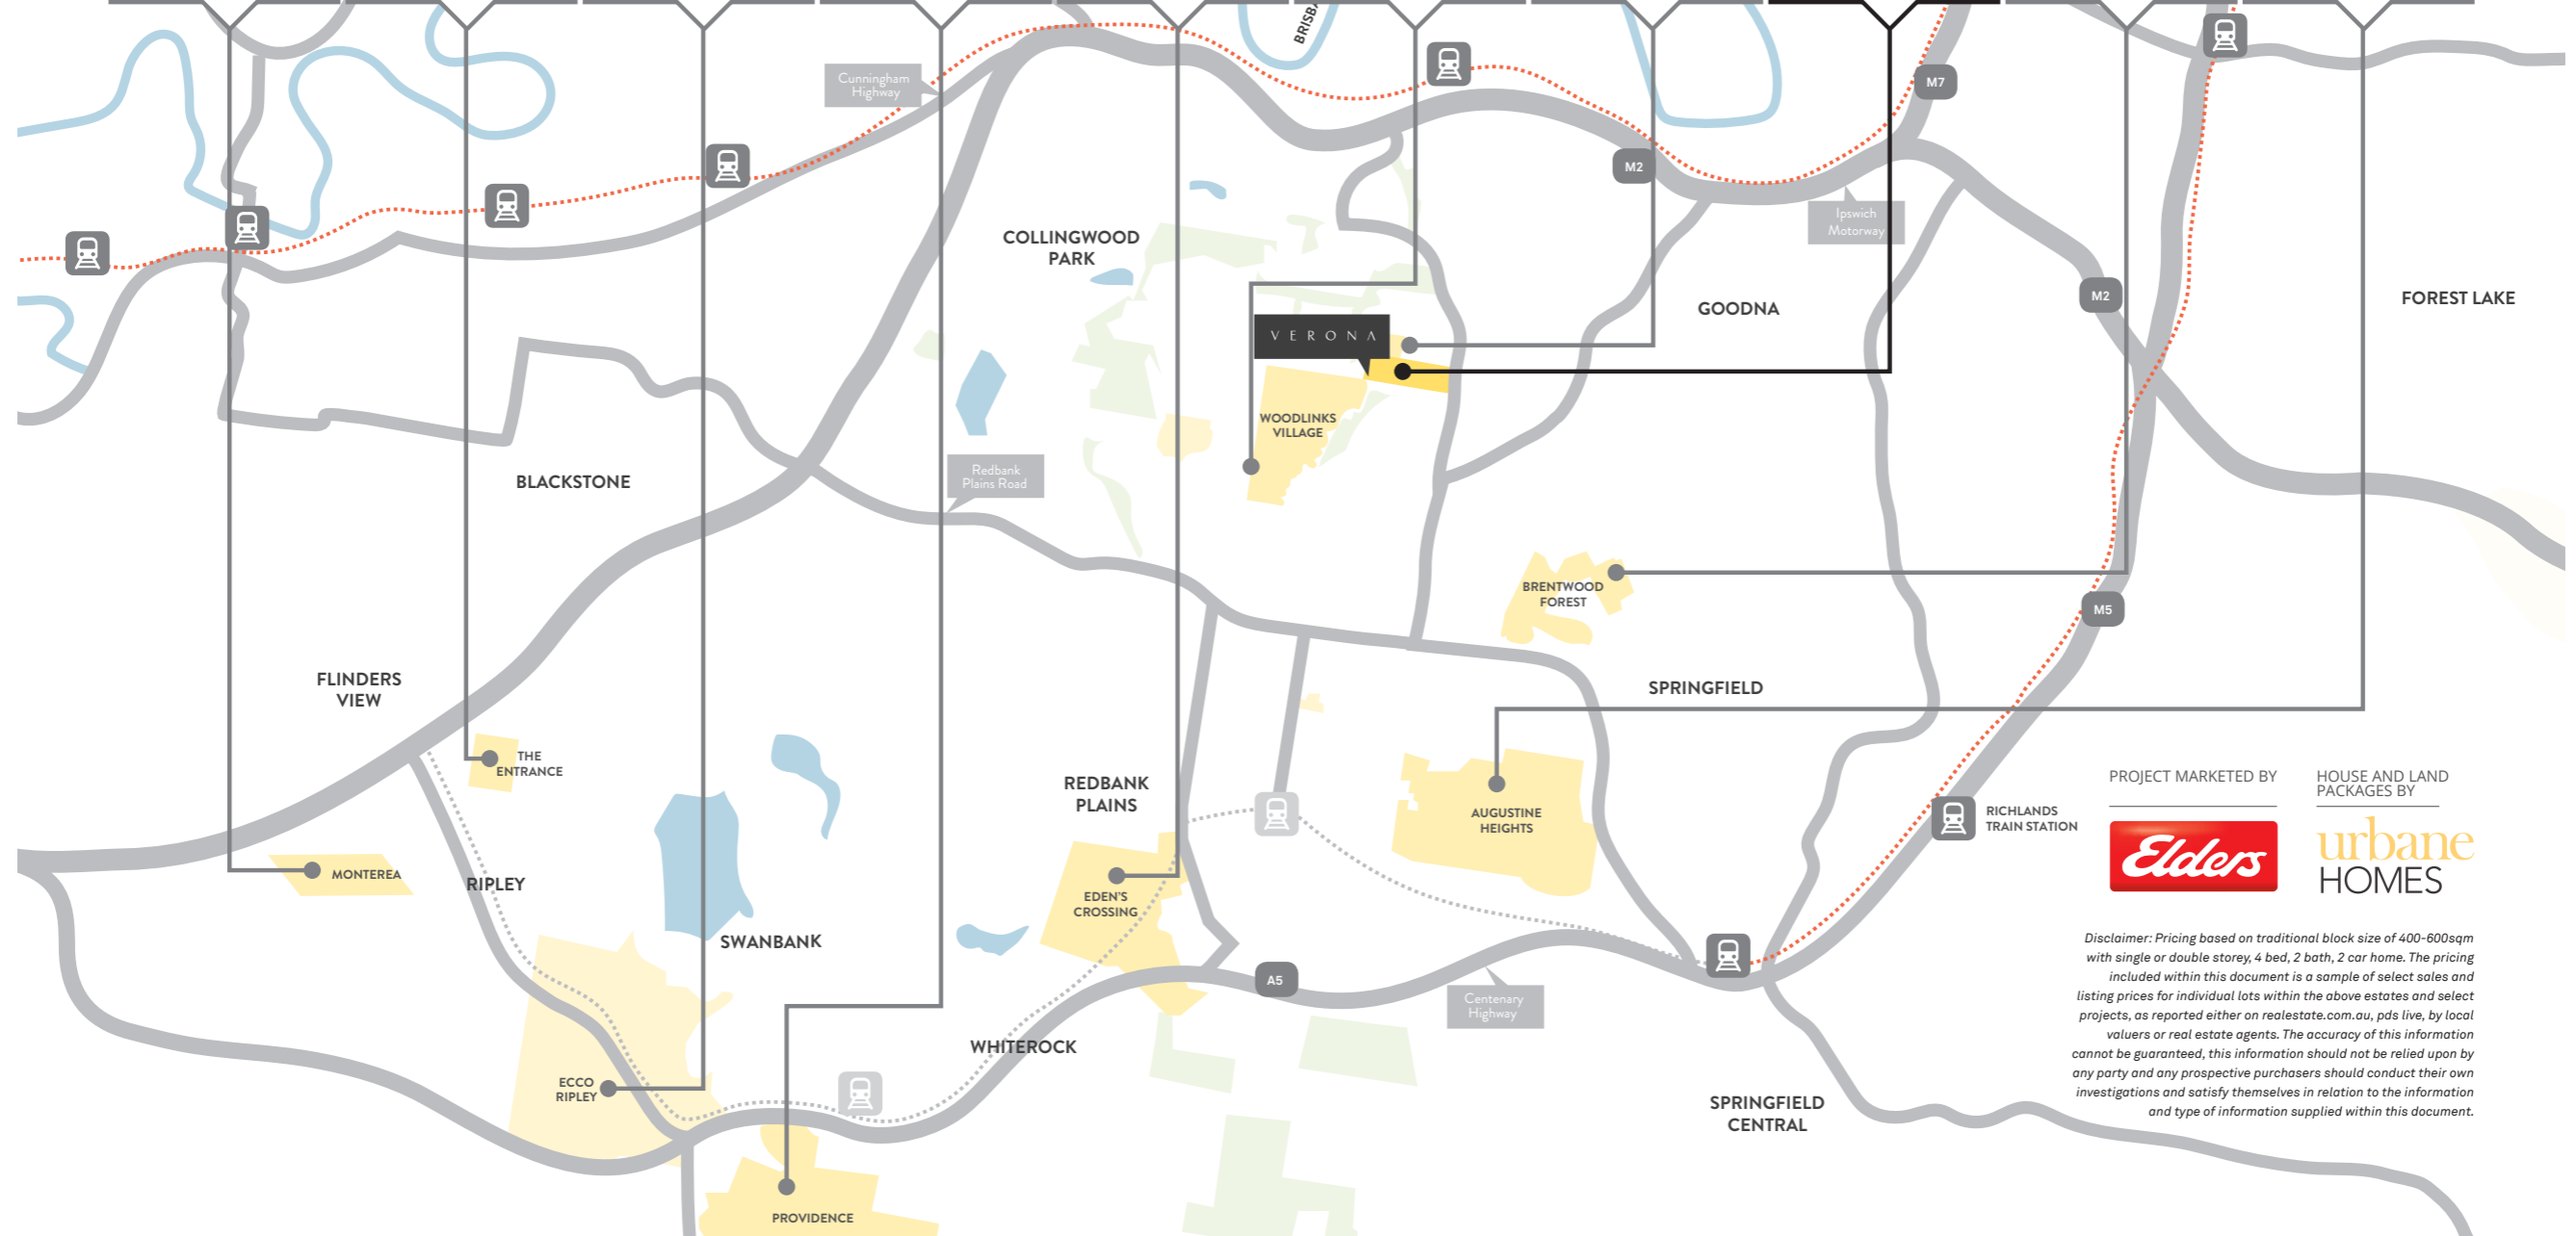 BRISBA
Cunningham
Highway
M7
M2
Ipswich
Motorway
COLLINGWOOD
PARK
GOODNA
M2
FOREST LAKE
VERONA
WOODLINKS
VILLAGE
BLACKSTONE
Redbank
Plains Road
BRENTWOOD
FOREST
M5
FLINDERS
VIEW
SPRINGFIELD
THE
ENTRANCE
REDBANK
PLAINS
AUGUSTINE
HEIGHTS
RICHLANDS
TRAIN STATION
PROJECT MARKETED BY
Elders
HOUSE AND LAND
PACKAGES BY
urbane
HOMES
MONTEREA
RIPLEY
EDEN'S
CROSSING
SWANBANK
A5
Centenary
Highway
WHITEROCK
ECCO
RIPLEY
SPRINGFIELD
CENTRAL
PROVIDENCE
Disclaimer: Pricing based on traditional block size of 400-600sqm
with single or double storey, 4 bed, 2 bath, 2 car home. The pricing
included within this document is a sample of select sales and
listing prices for individual lots within the above estates and select
projects, as reported either on realestate.com.au, pds live, by local
valuers or real estate agents. The accuracy of this information
cannot be guaranteed, this information should not be relied upon by
any party and any prospective purchasers should conduct their own
investigations and satisfy themselves in relation to the information
and type of information supplied within this document.